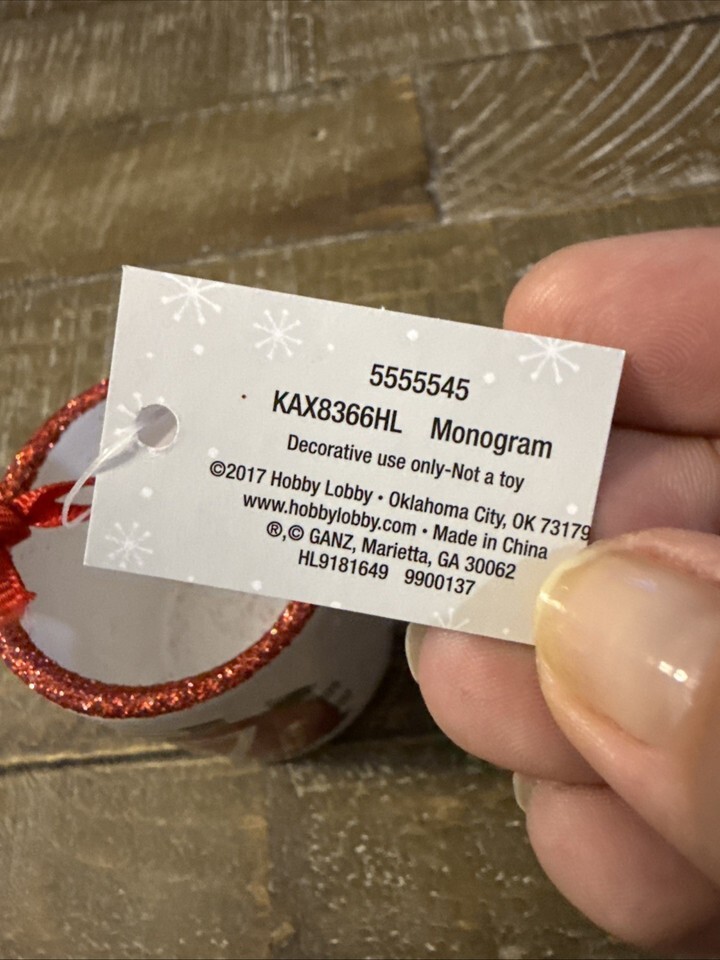 5555545
KAX8366HL Monogram
Decorative use only-Not a toy
©2017 Hobby Lobby • Oklahoma City, OK 73179
www.hobbylobby.com • Made in China
®,© GANZ, Marietta, GA 30062
HL9181649 9900137